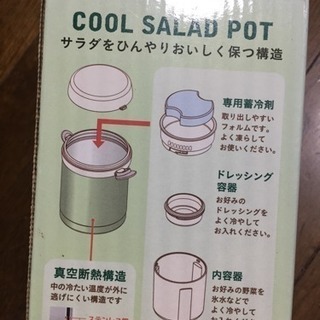 COOL SALAD POT
サラダをひんやりおいしく保つ構造
専用蓄冷剤
取り出しやすい
フォルムです。
よく凍らして
お使いください。
ドレッシング
容器
お好みの
ドレッシングを
よく冷やして
お入れください。
真空断熱構造
中の冷たい温度が外に
逃げにくい構造です
内容器
お好みの野菜を
氷水などで
よく冷やして